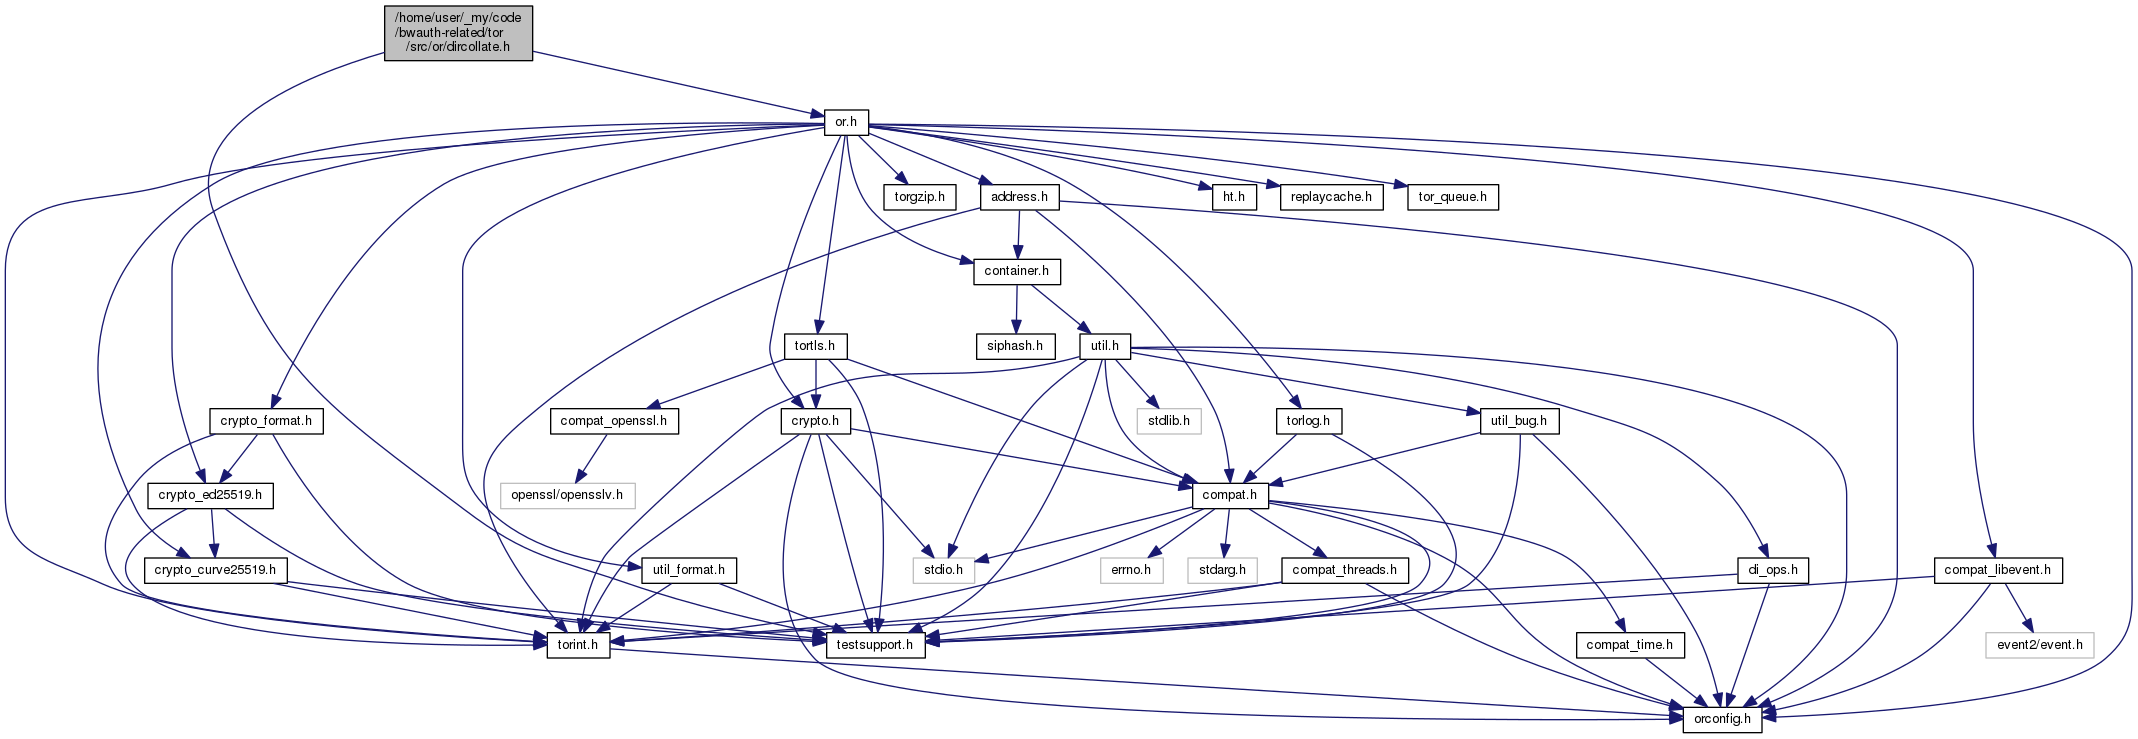 /home/user/_my/code
/bwauth-related/tor
/src/or/dircollate.h
or.h
torgzip.h
address.h
ht.h
replaycache.h
tor_queue.h
container.h
tortls.h
siphash.h
util.h
crypto_format.h
compat_openssl.h
crypto.h
stdlib.h
torlog.h
util_bug.h
crypto_ed25519.h
openssl/opensslv.h
compat.h
crypto_curve25519.h
util_format.h
stdio.h
errno.h
stdarg.h
compat_threads.h
di_ops.h
compat_libevent.h
torint.h
testsupport.h
compat_time.h
event2/event.h
orconfig.h